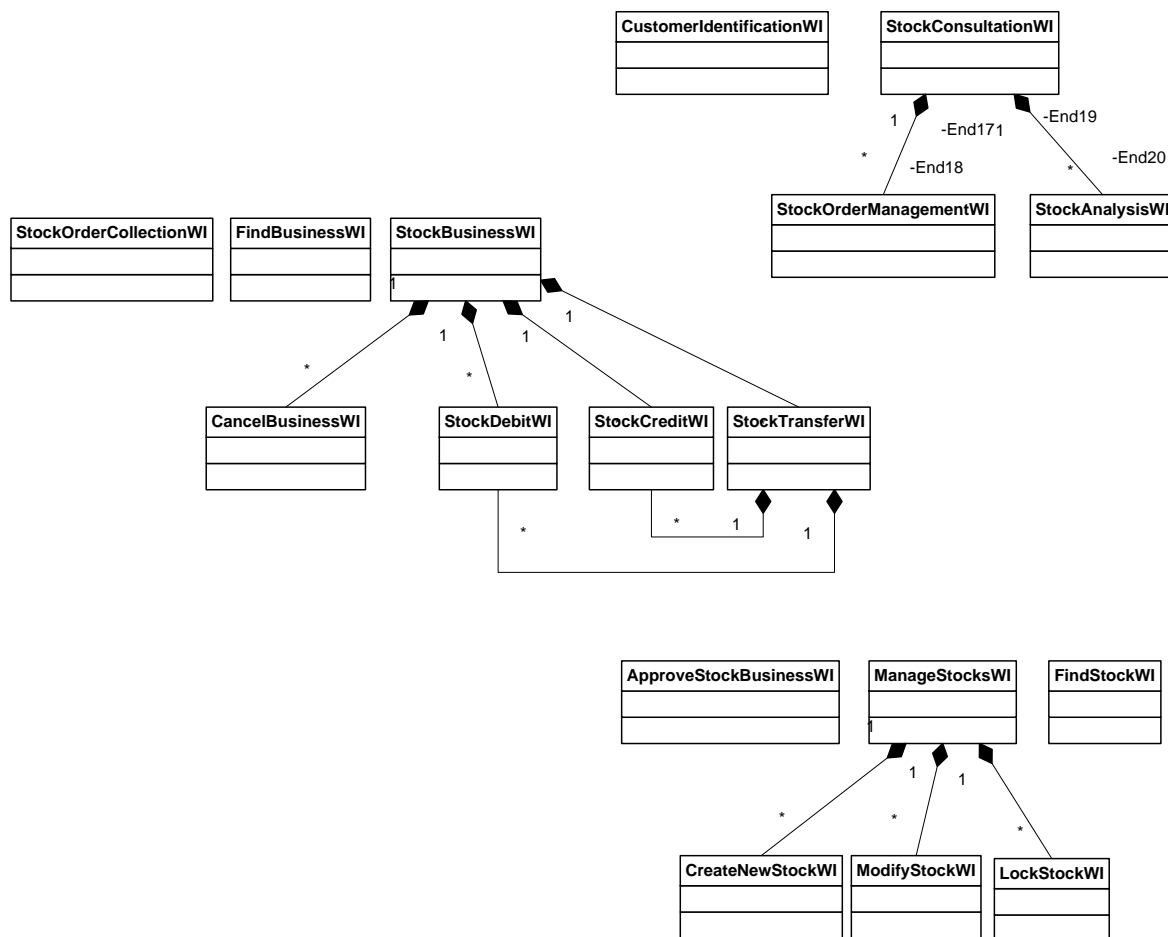 CustomerIdentificationWI
StockConsultationWI
1
-End171
-End19
*
-End18
*
-End20
StockOrderManagementWI
StockAnalysisWI
StockOrderCollectionWI
FindBusinessWI
StockBusinessWI
1
1
1
1
*
*
CancelBusinessWI
StockDebitWI
StockCreditWI
StockTransferWI
*
*
1
1
ApproveStockBusinessWI
ManageStocksWI
FindStockWI
1
1
1
*
*
*
CreateNewStockWI
ModifyStockWI
LockStockWI